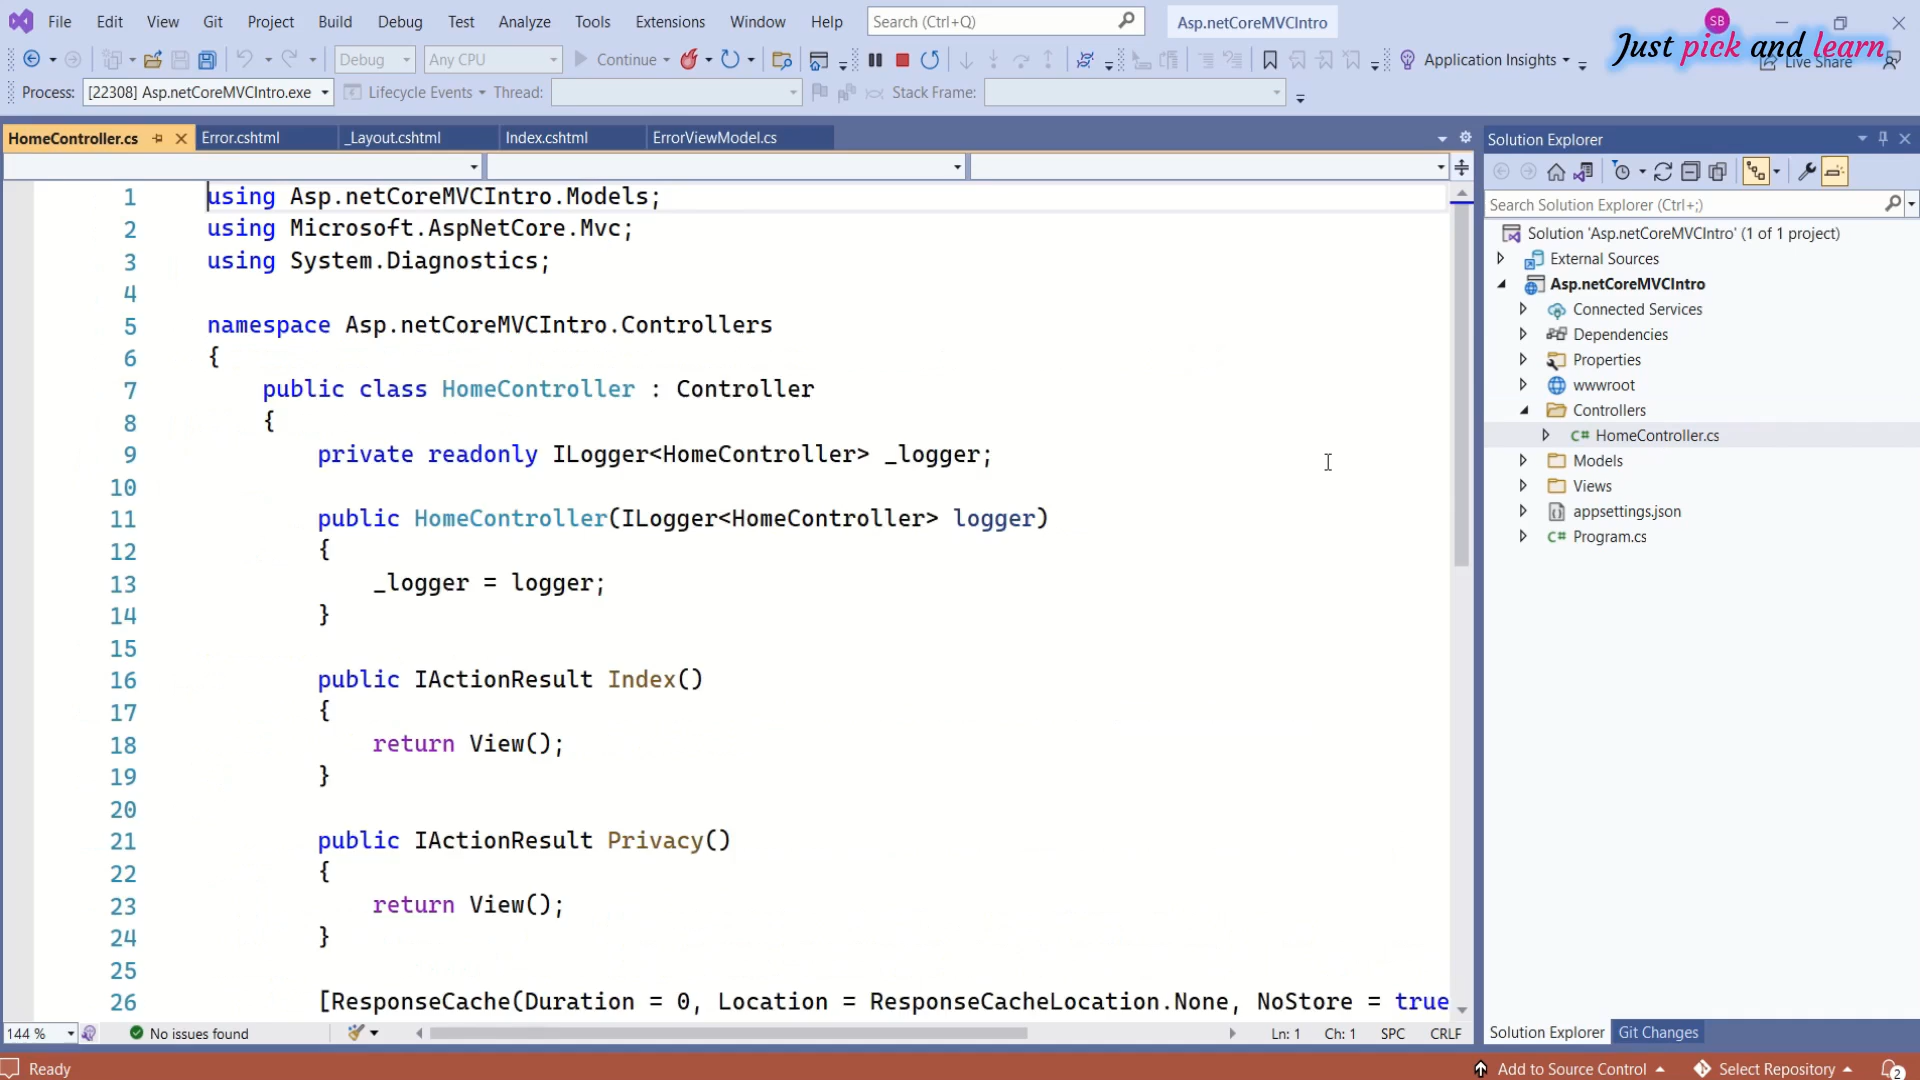 File Edit View Git Project Build Debug Test Analyze Tools Extensions Window Help Search (Ctrl+Q) Asp.netCoreMVCIntro SB
Just pick and learn
Debug Any CPU Continue Application Insights Live Share
Process: [22308] Asp.netCoreMVCIntro.exe Lifecycle Events Thread: Stack Frame:
HomeController.cs Error.cshtml _Layout.cshtml Index.cshtml ErrorViewModel.cs
1 using Asp.netCoreMVCIntro.Models;
2 using Microsoft.AspNetCore.Mvc;
3 using System.Diagnostics;
4
5 namespace Asp.netCoreMVCIntro.Controllers
6 {
7 public class HomeController : Controller
8 {
9 private readonly ILogger<HomeController> _logger;
10
11 public HomeController(ILogger<HomeController> logger)
12 {
13 _logger = logger;
14 }
15
16 public IActionResult Index()
17 {
18 return View();
19 }
20
21 public IActionResult Privacy()
22 {
23 return View();
24 }
25
26 [ResponseCache(Duration = 0, Location = ResponseCacheLocation.None, NoStore = true
144 % No issues found Ln: 1 Ch: 1 SPC CRLF
Solution Explorer
Search Solution Explorer (Ctrl+;)
Solution 'Asp.netCoreMVCIntro' (1 of 1 project)
External Sources
Asp.netCoreMVCIntro
Connected Services
Dependencies
Properties
wwwroot
Controllers
C# HomeController.cs
Models
Views
appsettings.json
C# Program.cs
Solution Explorer Git Changes
Ready Add to Source Control Select Repository 2